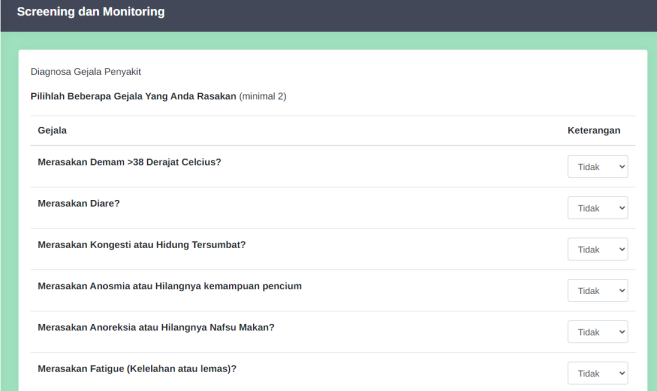 Screening dan Monitoring
Diagnosa Gejala Penyakit
Pilihlah Beberapa Gejala Yang Anda Rasakan (minimal 2)
Gejala Keterangan
Merasakan Demam >38 Derajat Celcius? Tidak
Merasakan Diare? Tidak
Merasakan Kongesti atau Hidung Tersumbat? Tidak
Merasakan Anosmia atau Hilangnya kemampuan pencium Tidak
Merasakan Anoreksia atau Hilangnya Nafsu Makan? Tidak
Merasakan Fatigue (Kelelahan atau lemas)? Tidak